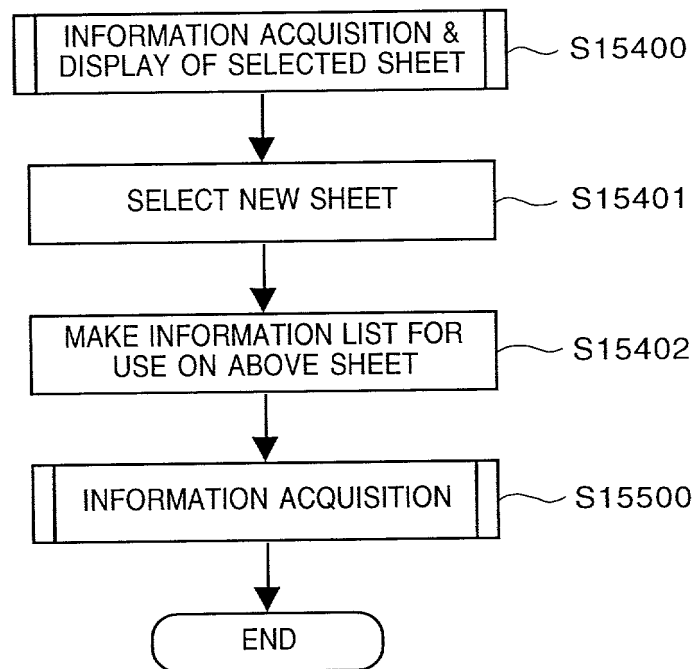 INFORMATION ACQUISITION &
DISPLAY OF SELECTED SHEET
S15400
SELECT NEW SHEET
S15401
MAKE INFORMATION LIST FOR
USE ON ABOVE SHEET
S15402
INFORMATION ACQUISITION
S15500
END